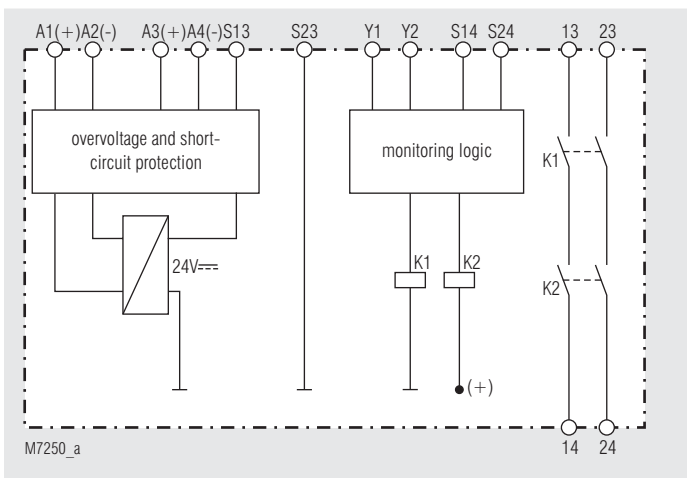 A1(+)A2(-) A3(+)A4(-)S13 S23 Y1 Y2 S14 S24 13 23
overvoltage and short-
circuit protection
monitoring logic
K1
24V
K1 K2
K2
(+)
M7250_a
14 24